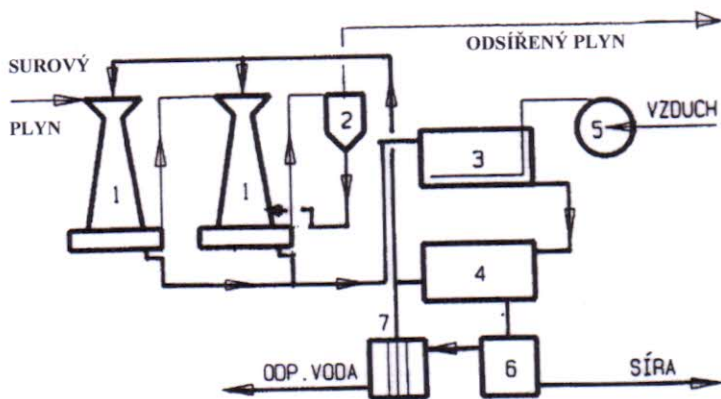 ODSÍŘENÝ PLYN
SUROVÝ
PLYN
1
1
2
3
5
VZDUCH
4
7
6
ODP.VODA
SÍRA